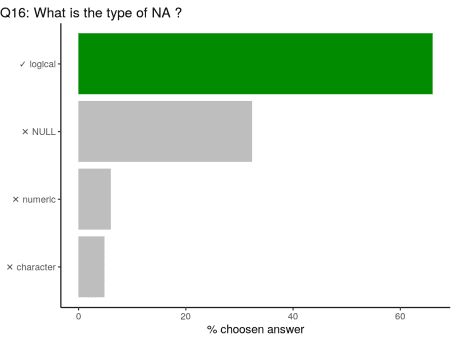 Q16: What is the type of NA ?
✓ logical
✕ NULL
✕ numeric
✕ character
0 20 40 60
% choosen answer